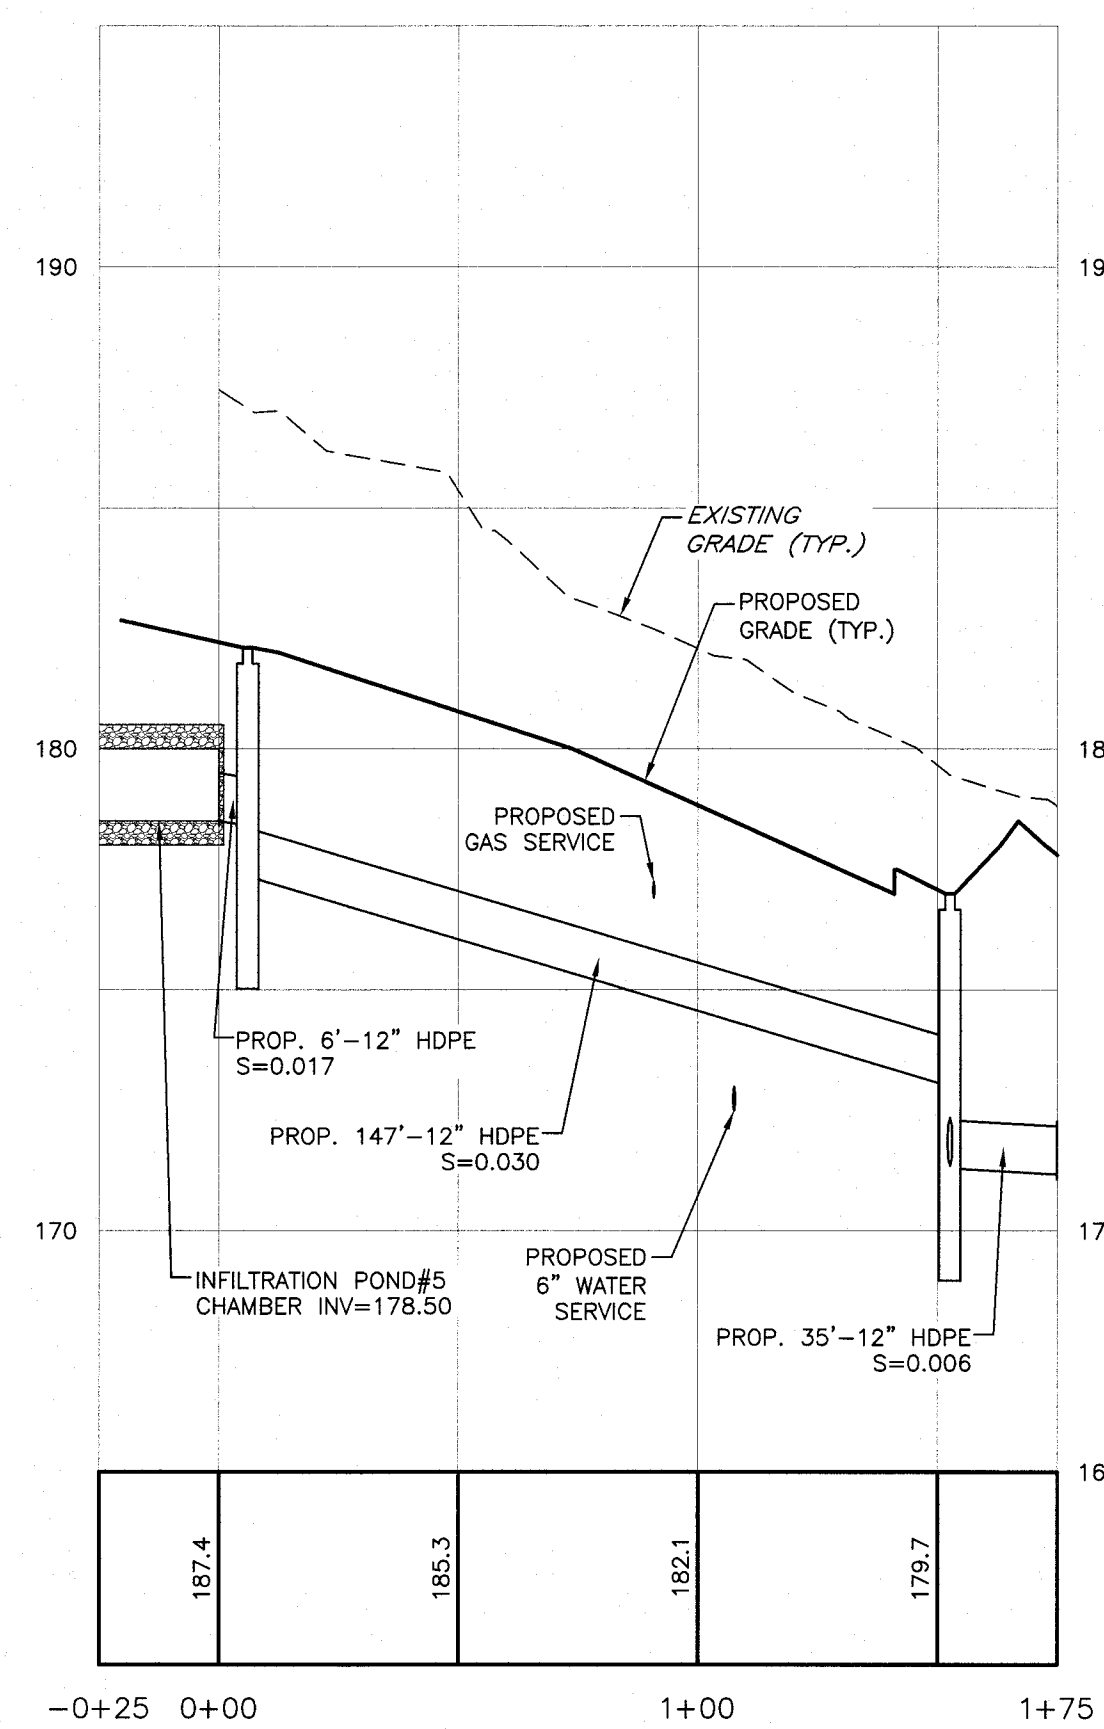 190
19
EXISTING
GRADE (TYP.)
PROPOSED
GRADE (TYP.)
180
18
PROPOSED
GAS SERVICE
PROP. 6'-12" HDPE
S=0.017
PROP. 147'-12" HDPE
S=0.030
170
17
INFILTRATION POND#5
CHAMBER INV=178.50
PROPOSED
6" WATER
SERVICE
PROP. 35'-12" HDPE
S=0.006
16
187.4
185.3
182.1
179.7
-0+25 0+00 1+00 1+75